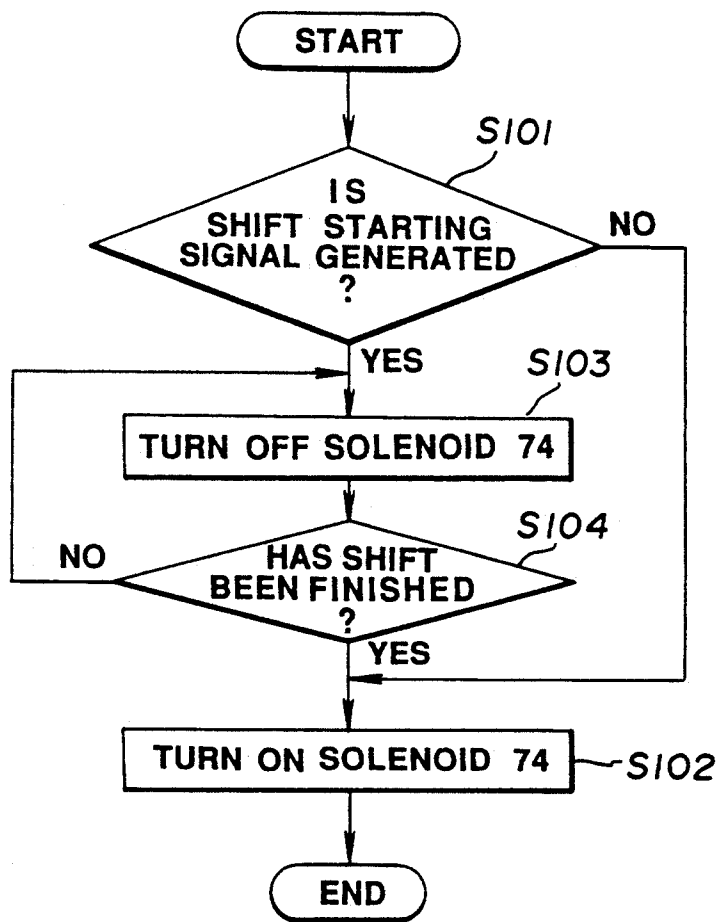 START
S101
IS
SHIFT STARTING
SIGNAL GENERATED
?
NO
YES
S103
TURN OFF SOLENOID 74
S104
NO
HAS SHIFT
BEEN FINISHED
?
YES
TURN ON SOLENOID 74
S102
END